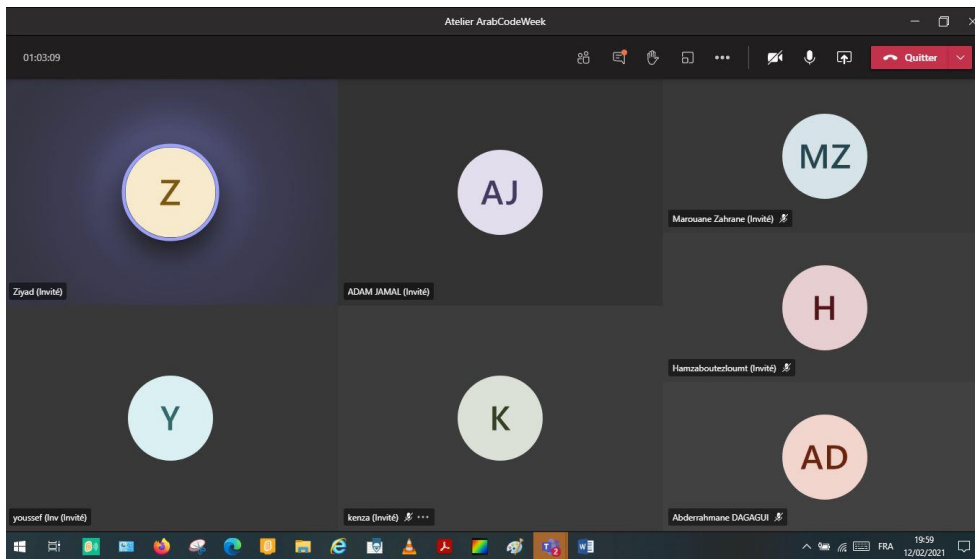 Atelier ArabCodeWeek
01:03:09
Quitter
Z
Ziyad (Invité)
AJ
ADAM JAMAL (Invité)
MZ
Marouane Zahrane (Invité)
H
Hamzaboutezloumt (Invité)
Y
youssef (Inv (Invité)
K
kenza (Invité)
AD
Abderrahmane DAGAGUI
FRA
19:59
12/02/2021